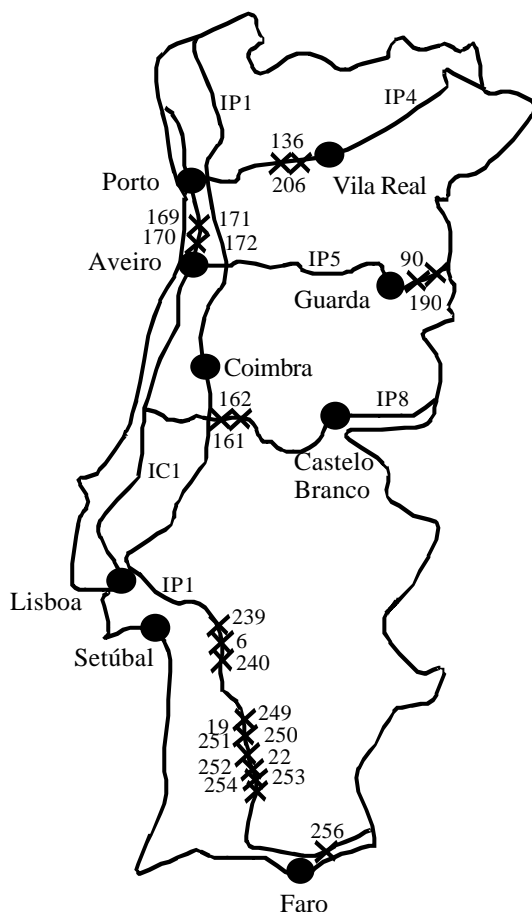 IP1
IP4
136
Porto
206
Vila Real
169
171
170
172
Aveiro
IP5
90
Guarda
190
Coimbra
162
IP8
161
Castelo
Branco
IC1
Lisboa
IP1
239
Setúbal
6
240
249
19
250
251
22
252
253
254
256
Faro